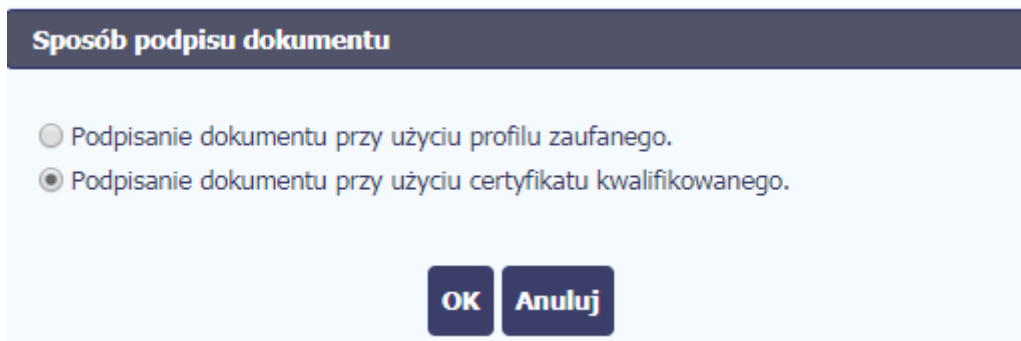 Sposób podpisu dokumentu
Podpisanie dokumentu przy użyciu profilu zaufanego.
Podpisanie dokumentu przy użyciu certyfikatu kwalifikowanego.
OK Anuluj